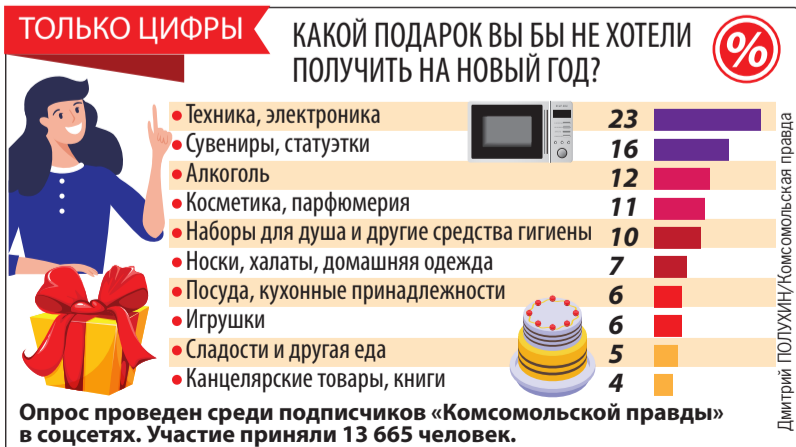 ТОЛЬКО ЦИФРЫ
КАКОЙ ПОДАРОК ВЫ БЫ НЕ ХОТЕЛИ
ПОЛУЧИТЬ НА НОВЫЙ ГОД?
%
• Техника, электроника 23
• Сувениры, статуэтки 16
• Алкоголь 12
• Косметика, парфюмерия 11
• Наборы для душа и другие средства гигиены 10
• Носки, халаты, домашняя одежда 7
• Посуда, кухонные принадлежности 6
• Игрушки 6
• Сладости и другая еда 5
• Канцелярские товары, книги 4
Опрос проведен среди подписчиков «Комсомольской правды»
в соцсетях. Участие приняли 13 665 человек.
Дмитрий ПОЛУХИН/Комсомольская правда